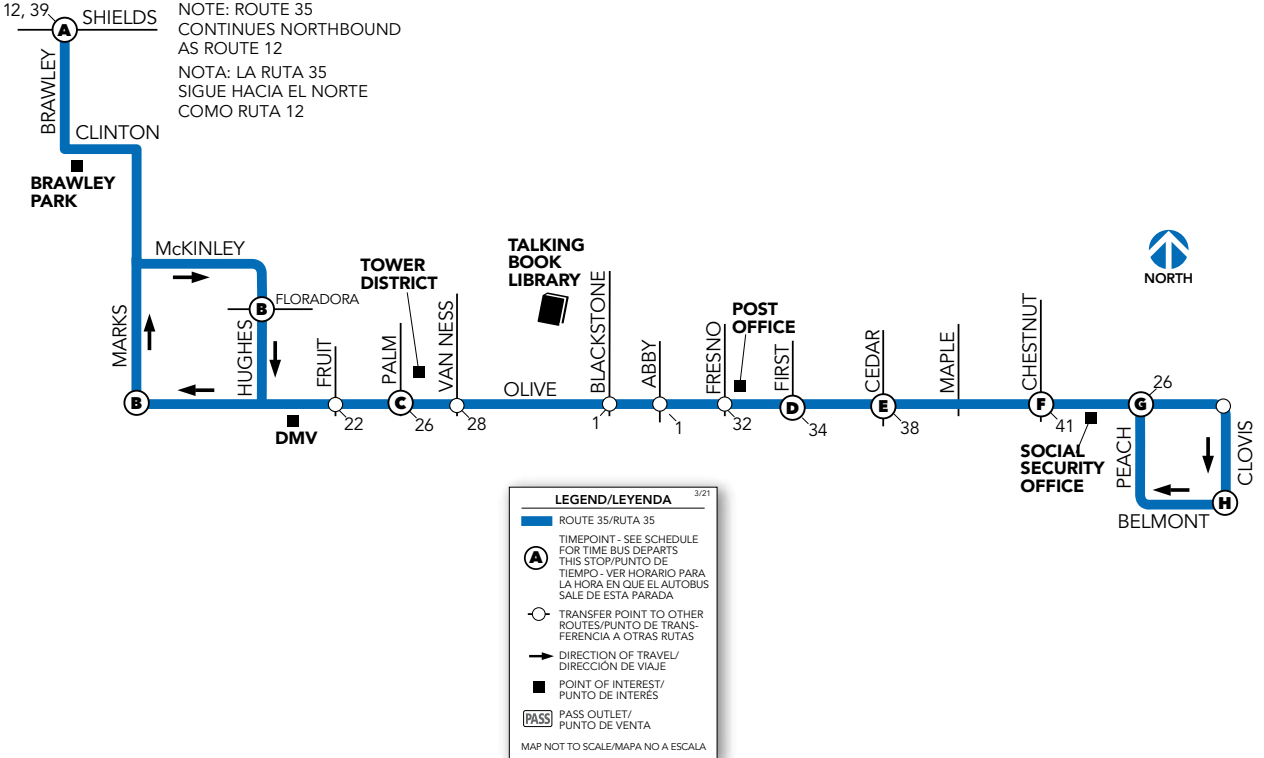 12, 39
A
SHIELDS
NOTE: ROUTE 35
CONTINUES NORTHBOUND
AS ROUTE 12
NOTA: LA RUTA 35
SIGUE HACIA EL NORTE
COMO RUTA 12
BRAWLEY
CLINTON
BRAWLEY
PARK
McKINLEY
MARKS
B
FLORADORA
HUGHES
B
DMV
FRUIT
22
PALM
C
26
TOWER
DISTRICT
VAN NESS
28
OLIVE
TALKING
BOOK
LIBRARY
BLACKSTONE
1
ABBY
1
FRESNO
32
POST
OFFICE
FIRST
D
34
CEDAR
E
38
MAPLE
CHESTNUT
F
41
SOCIAL
SECURITY
OFFICE
NORTH
26
G
PEACH
CLOVIS
H
BELMONT
LEGEND/LEYENDA
3/21
ROUTE 35/RUTA 35
A
TIMEPOINT - SEE SCHEDULE
FOR TIME BUS DEPARTS
THIS STOP/PUNTO DE
TIEMPO - VER HORARIO PARA
LA HORA EN QUE EL AUTOBUS
SALE DE ESTA PARADA
TRANSFER POINT TO OTHER
ROUTES/PUNTO DE TRANS-
FERENCIA A OTRAS RUTAS
DIRECTION OF TRAVEL/
DIRECCIÓN DE VIAJE
POINT OF INTEREST/
PUNTO DE INTERÉS
PASS
PASS OUTLET/
PUNTO DE VENTA
MAP NOT TO SCALE/MAPA NO A ESCALA